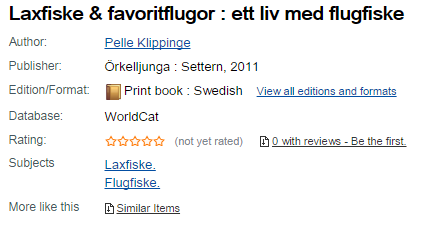 Laxfiske & favoritflugor : ett liv med flugfiske
Author: Pelle Klippinge
Publisher: Örkelljunga : Settern, 2011
Edition/Format: Print book : Swedish View all editions and formats
Database: WorldCat
Rating: (not yet rated) 0 with reviews - Be the first.
Subjects Laxfiske.
Flugfiske.
More like this Similar Items